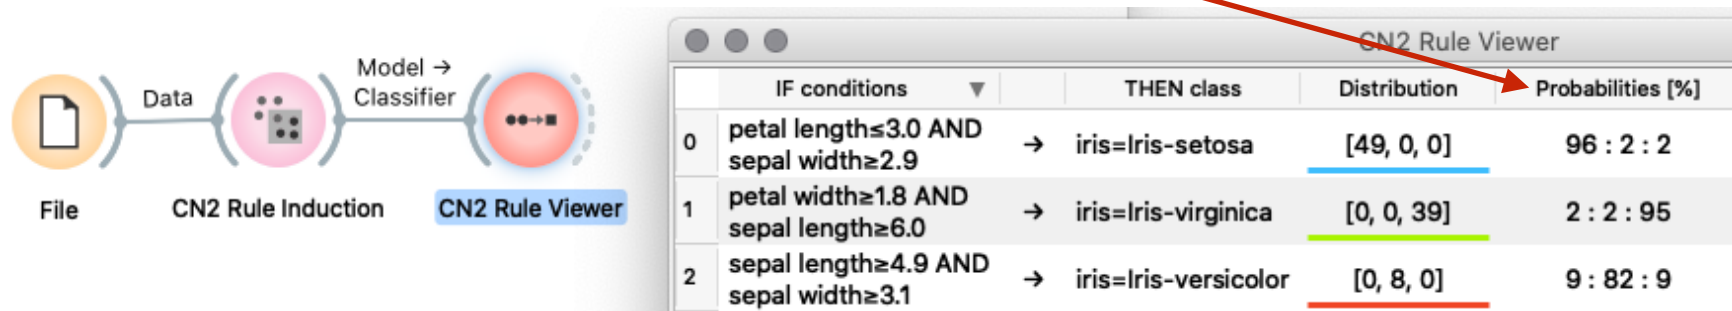 Data
Model →
Classifier
File
CN2 Rule Induction
CN2 Rule Viewer
CN2 Rule Viewer
IF conditions ▼ THEN class Distribution Probabilities [%]
0 petal length≤3.0 AND
sepal width≥2.9 → iris=Iris-setosa [49, 0, 0] 96 : 2 : 2
1 petal width≥1.8 AND
sepal length≥6.0 → iris=Iris-virginica [0, 0, 39] 2 : 2 : 95
2 sepal length≥4.9 AND
sepal width≥3.1 → iris=Iris-versicolor [0, 8, 0] 9 : 82 : 9